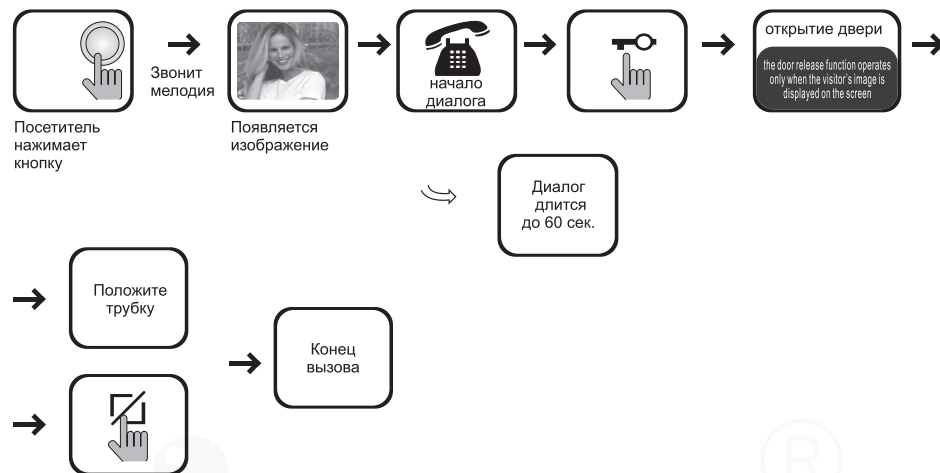 Звонит
мелодия
начало
диалога
открытие двери
the door release function operates
only when the visitor's image is
displayed on the screen
Посетитель
нажимает
кнопку
Появляется
изображение
Диалог
длится
до 60 сек.
Положите
трубку
Конец
вызова
®